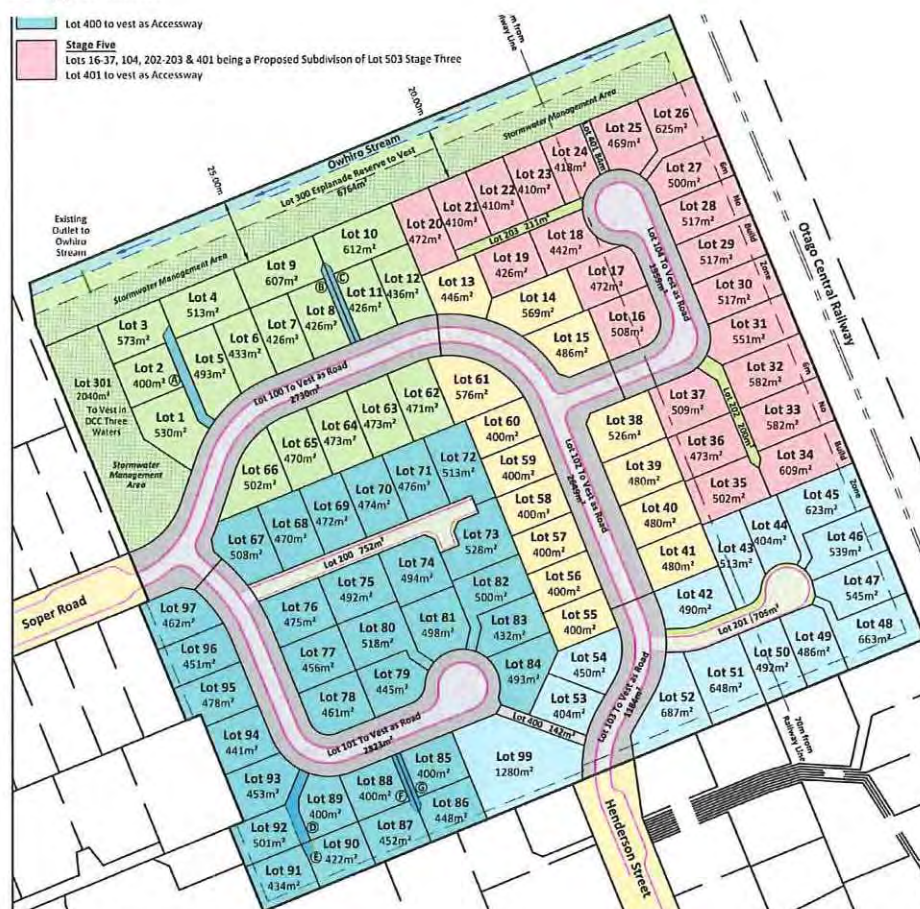 Lot 400 to vest as Accessway
Stage Five
Lots 16-37, 104, 202-203 & 401 being a Proposed Subdivison of Lot 503 Stage Three
Lot 401 to vest as Accessway
m from
ilway Line
20.00m
25.00m
Owhiro Stream
Lot 300 Esplanade Reserve to Vest
6764m²
Stormwater Management Area
Existing
Outlet to
Owhiro
Stream
Stormwater Management Area
Lot 26
625m²
Lot 25
469m²
Lot 401 84m²
Lot 24
418m²
Lot 23
410m²
Lot 22
410m²
Lot 21
410m²
Lot 20
472m²
Lot 203 211m²
Lot 27
500m²
Lot 28
517m²
Lot 29
517m²
Lot 30
517m²
Lot 31
551m²
Lot 32
582m²
Lot 33
582m²
Lot 34
609m²
6m
No
Build
Zone
6m
No
Build
Zone
Otago Central Railway
Lot 104 To Vest as Road
1959m²
Lot 18
442m²
Lot 19
426m²
Lot 17
472m²
Lot 16
508m²
Lot 10
612m²
Lot 9
607m²
B
C
Lot 4
513m²
Lot 3
573m²
Lot 2
400m²
A
Lot 1
530m²
Lot 5
493m²
Lot 6
433m²
Lot 7
426m²
Lot 8
426m²
Lot 11
426m²
Lot 12
436m²
Lot 13
446m²
Lot 14
569m²
Lot 15
486m²
Lot 301
2040m²
To Vest in
DCC Three
Waters
Stormwater
Management
Area
Lot 100 To Vest as Road
2730m²
Lot 61
576m²
Lot 62
471m²
Lot 63
473m²
Lot 64
473m²
Lot 65
470m²
Lot 66
502m²
Lot 60
400m²
Lot 59
400m²
Lot 58
400m²
Lot 57
400m²
Lot 56
400m²
Lot 55
400m²
Lot 102 To Vest as Road
2649m²
Lot 38
526m²
Lot 39
480m²
Lot 40
480m²
Lot 41
480m²
Lot 37
509m²
Lot 36
473m²
Lot 35
502m²
Lot 202 200m²
Lot 72
513m²
Lot 71
476m²
Lot 70
474m²
Lot 69
472m²
Lot 68
470m²
Lot 67
508m²
Lot 200 752m²
Lot 73
528m²
Lot 74
494m²
Lot 75
492m²
Lot 76
475m²
Lot 77
456m²
Lot 78
461m²
Lot 79
445m²
Lot 80
518m²
Lot 81
498m²
Lot 82
500m²
Lot 83
432m²
Lot 84
493m²
Soper Road
Lot 97
462m²
Lot 96
451m²
Lot 95
478m²
Lot 94
441m²
Lot 93
453m²
Lot 92
501m²
Lot 91
434m²
Lot 101 To Vest as Road
2823m²
Lot 89
400m²
D
E
Lot 90
422m²
Lot 88
400m²
F
G
Lot 85
400m²
Lot 86
448m²
Lot 87
452m²
Lot 54
450m²
Lot 53
404m²
Lot 400 142m²
Lot 99
1280m²
Lot 103 To Vest as Road
1184m²
Lot 42
490m²
Lot 43
513m²
Lot 44
404m²
Lot 45
623m²
Lot 46
539m²
Lot 47
545m²
Lot 48
663m²
Lot 201 705m²
Lot 49
486m²
Lot 50
492m²
Lot 51
648m²
Lot 52
687m²
70m from
Railway Line
Henderson Street